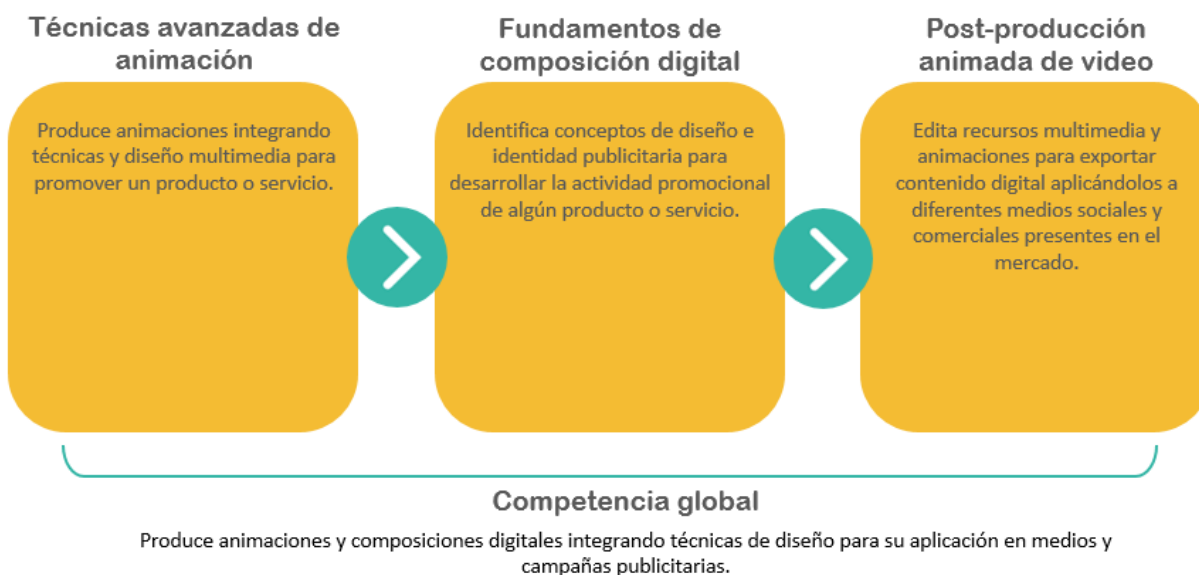 Técnicas avanzadas de
animación
Produce animaciones integrando
técnicas y diseño multimedia para
promover un producto o servicio.
Fundamentos de
composición digital
Identifica conceptos de diseño e
identidad publicitaria para
desarrollar la actividad promocional
de algún producto o servicio.
Post-producción
animada de video
Edita recursos multimedia y
animaciones para exportar
contenido digital aplicándolos a
diferentes medios sociales y
comerciales presentes en el
mercado.
Competencia global
Produce animaciones y composiciones digitales integrando técnicas de diseño para su aplicación en medios y
campañas publicitarias.